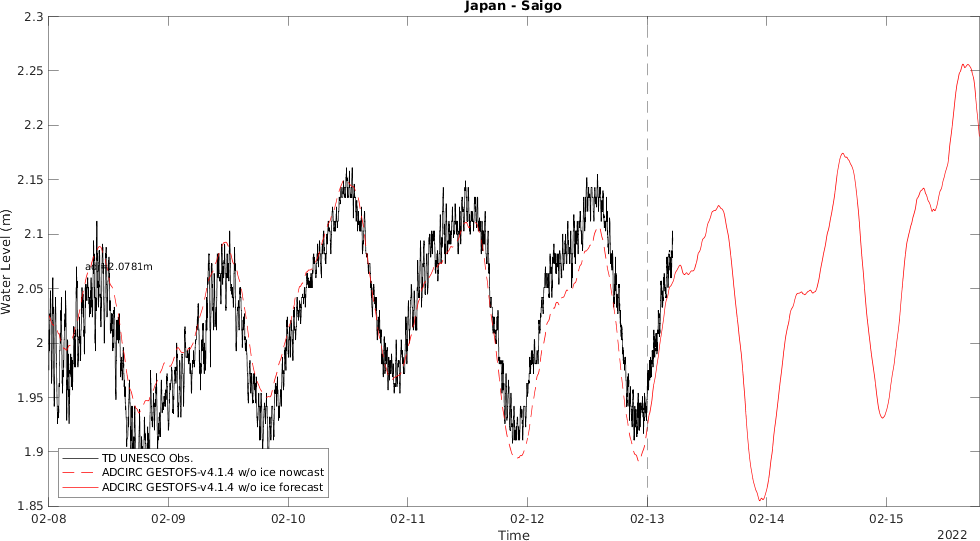 Japan - Saigo
2.3
2.25
2.2
2.15
2.1
2.05
2
1.95
1.9
1.85
Water Level (m)
2.0781m
TD UNESCO Obs.
ADCIRC GESTOFS-v4.1.4 w/o ice nowcast
ADCIRC GESTOFS-v4.1.4 w/o ice forecast
02-08 02-09 02-10 02-11 02-12 02-13 02-14 02-15
Time
2022